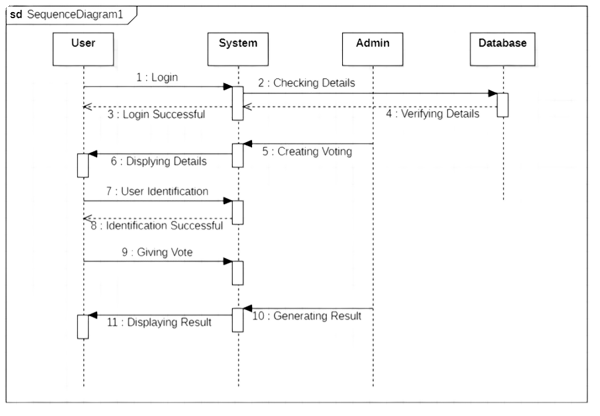 sd SequenceDiagram1
User System Admin Database
1 : Login
2 : Checking Details
3 : Login Successful
4 : Verifying Details
5 : Creating Voting
6 : Displying Details
7 : User Identification
8 : Identification Successful
9 : Giving Vote
10 : Generating Result
11 : Displaying Result